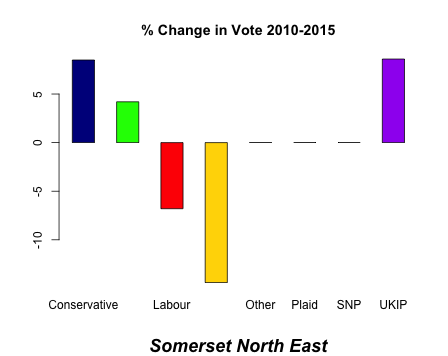 % Change in Vote 2010-2015
5
0
-5
-10
Conservative Labour Other Plaid SNP UKIP
Somerset North East